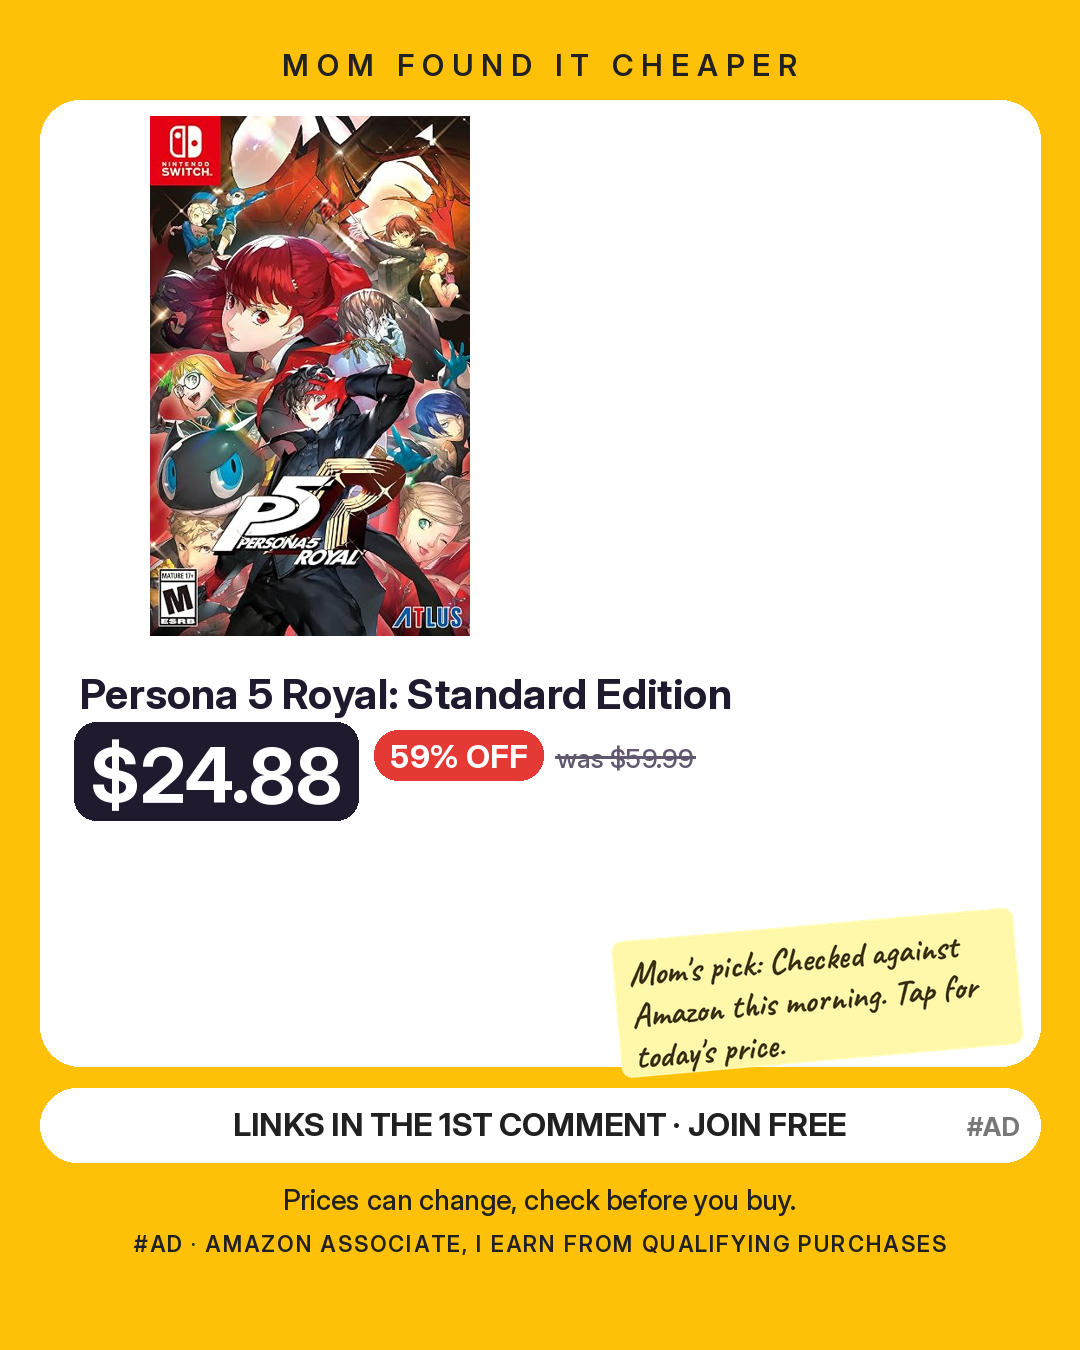 MOM FOUND IT CHEAPER
NINTENDO
SWITCH
P5R
PERSONA5
ROYAL
MATURE 17+
M
ESRB
ATLUS
Persona 5 Royal: Standard Edition
$24.88
59% OFF
was $59.99
Mom's pick: Checked against
Amazon this morning. Tap for
today's price.
LINKS IN THE 1ST COMMENT · JOIN FREE
#AD
Prices can change, check before you buy.
#AD · AMAZON ASSOCIATE, I EARN FROM QUALIFYING PURCHASES